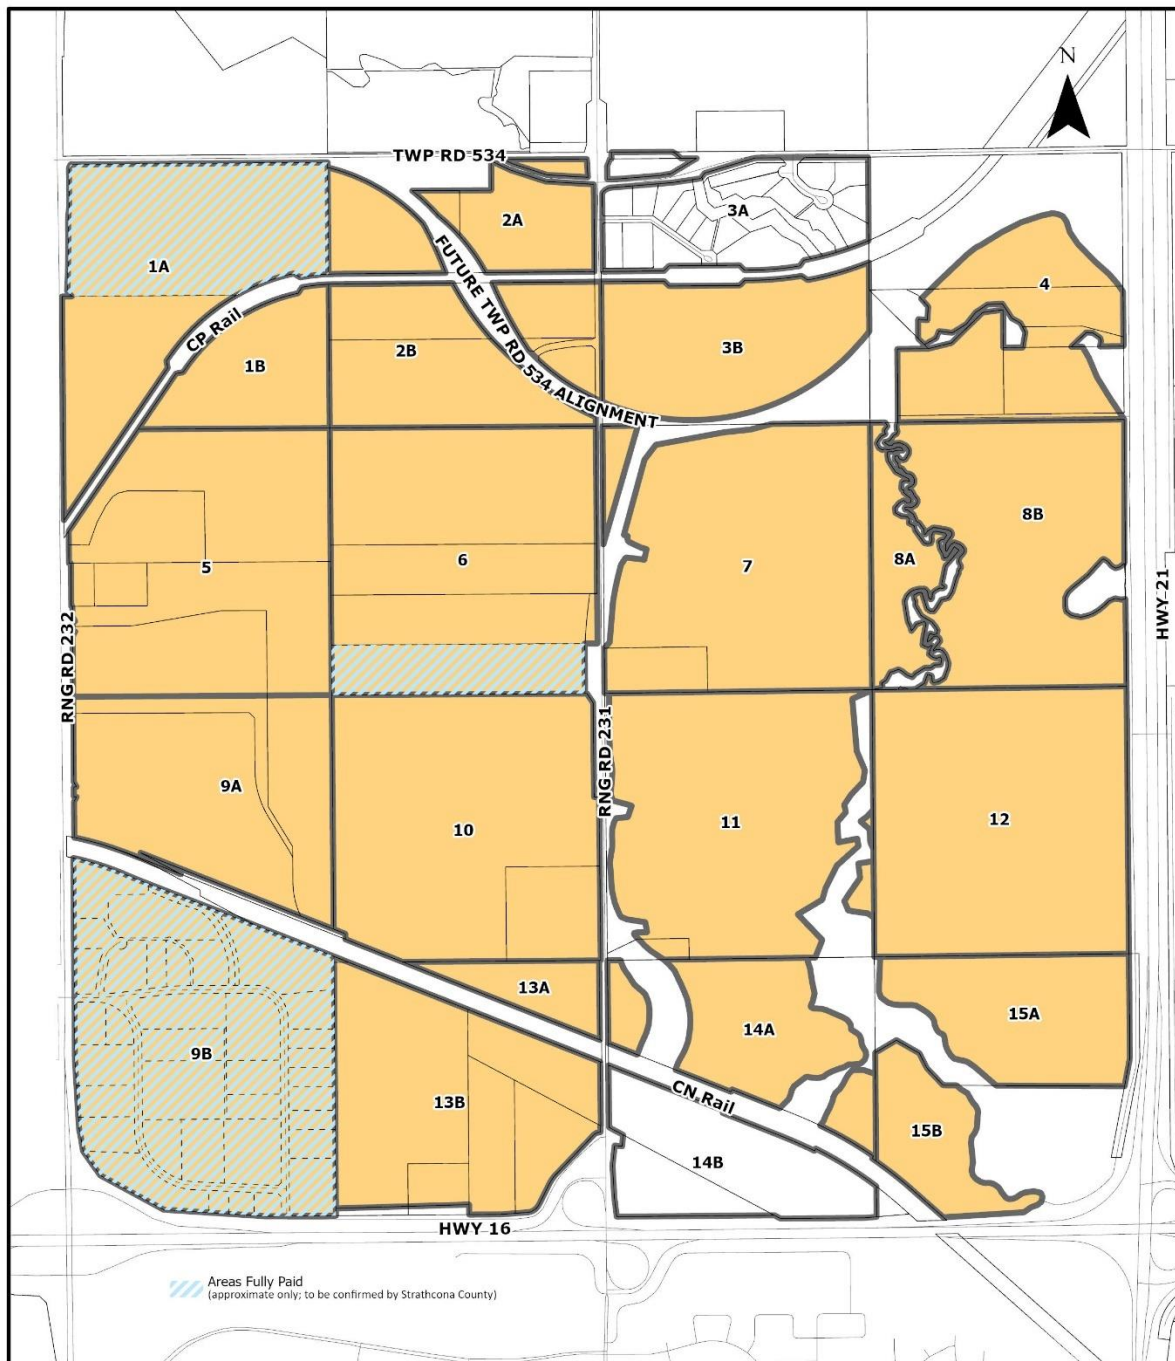 N
TWP RD 534
2A
3A
1A
4
FUTURE TWP RD 534 ALIGNMENT
CP Rail
1B
2B
3B
8B
5
6
7
8A
HWY 21
RNG RD 232
RNG RD 231
9A
10
11
12
13A
15A
14A
9B
13B
CN Rail
15B
14B
HWY 16
Areas Fully Paid
(approximate only; to be confirmed by Strathcona County)